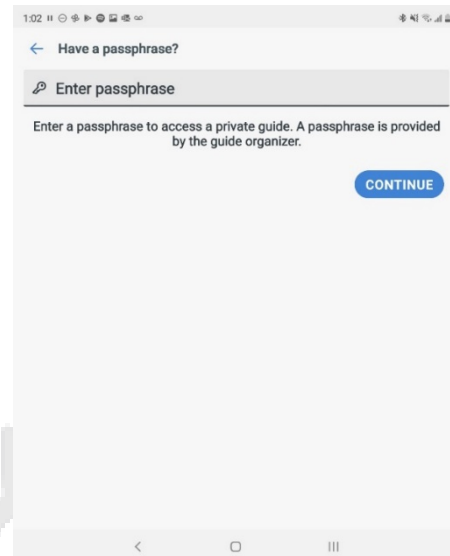 1:02
Have a passphrase?
Enter passphrase
Enter a passphrase to access a private guide. A passphrase is provided
by the guide organizer.
CONTINUE